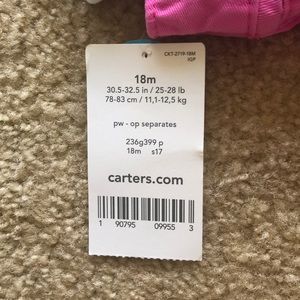 CKT-2719-18M
IQP
18m
30.5-32.5 in / 25-28 lb
78-83 cm / 11,1-12,5 kg
pw - op separates
236g399 p
18m s17
carters.com
1 90795 09955 3